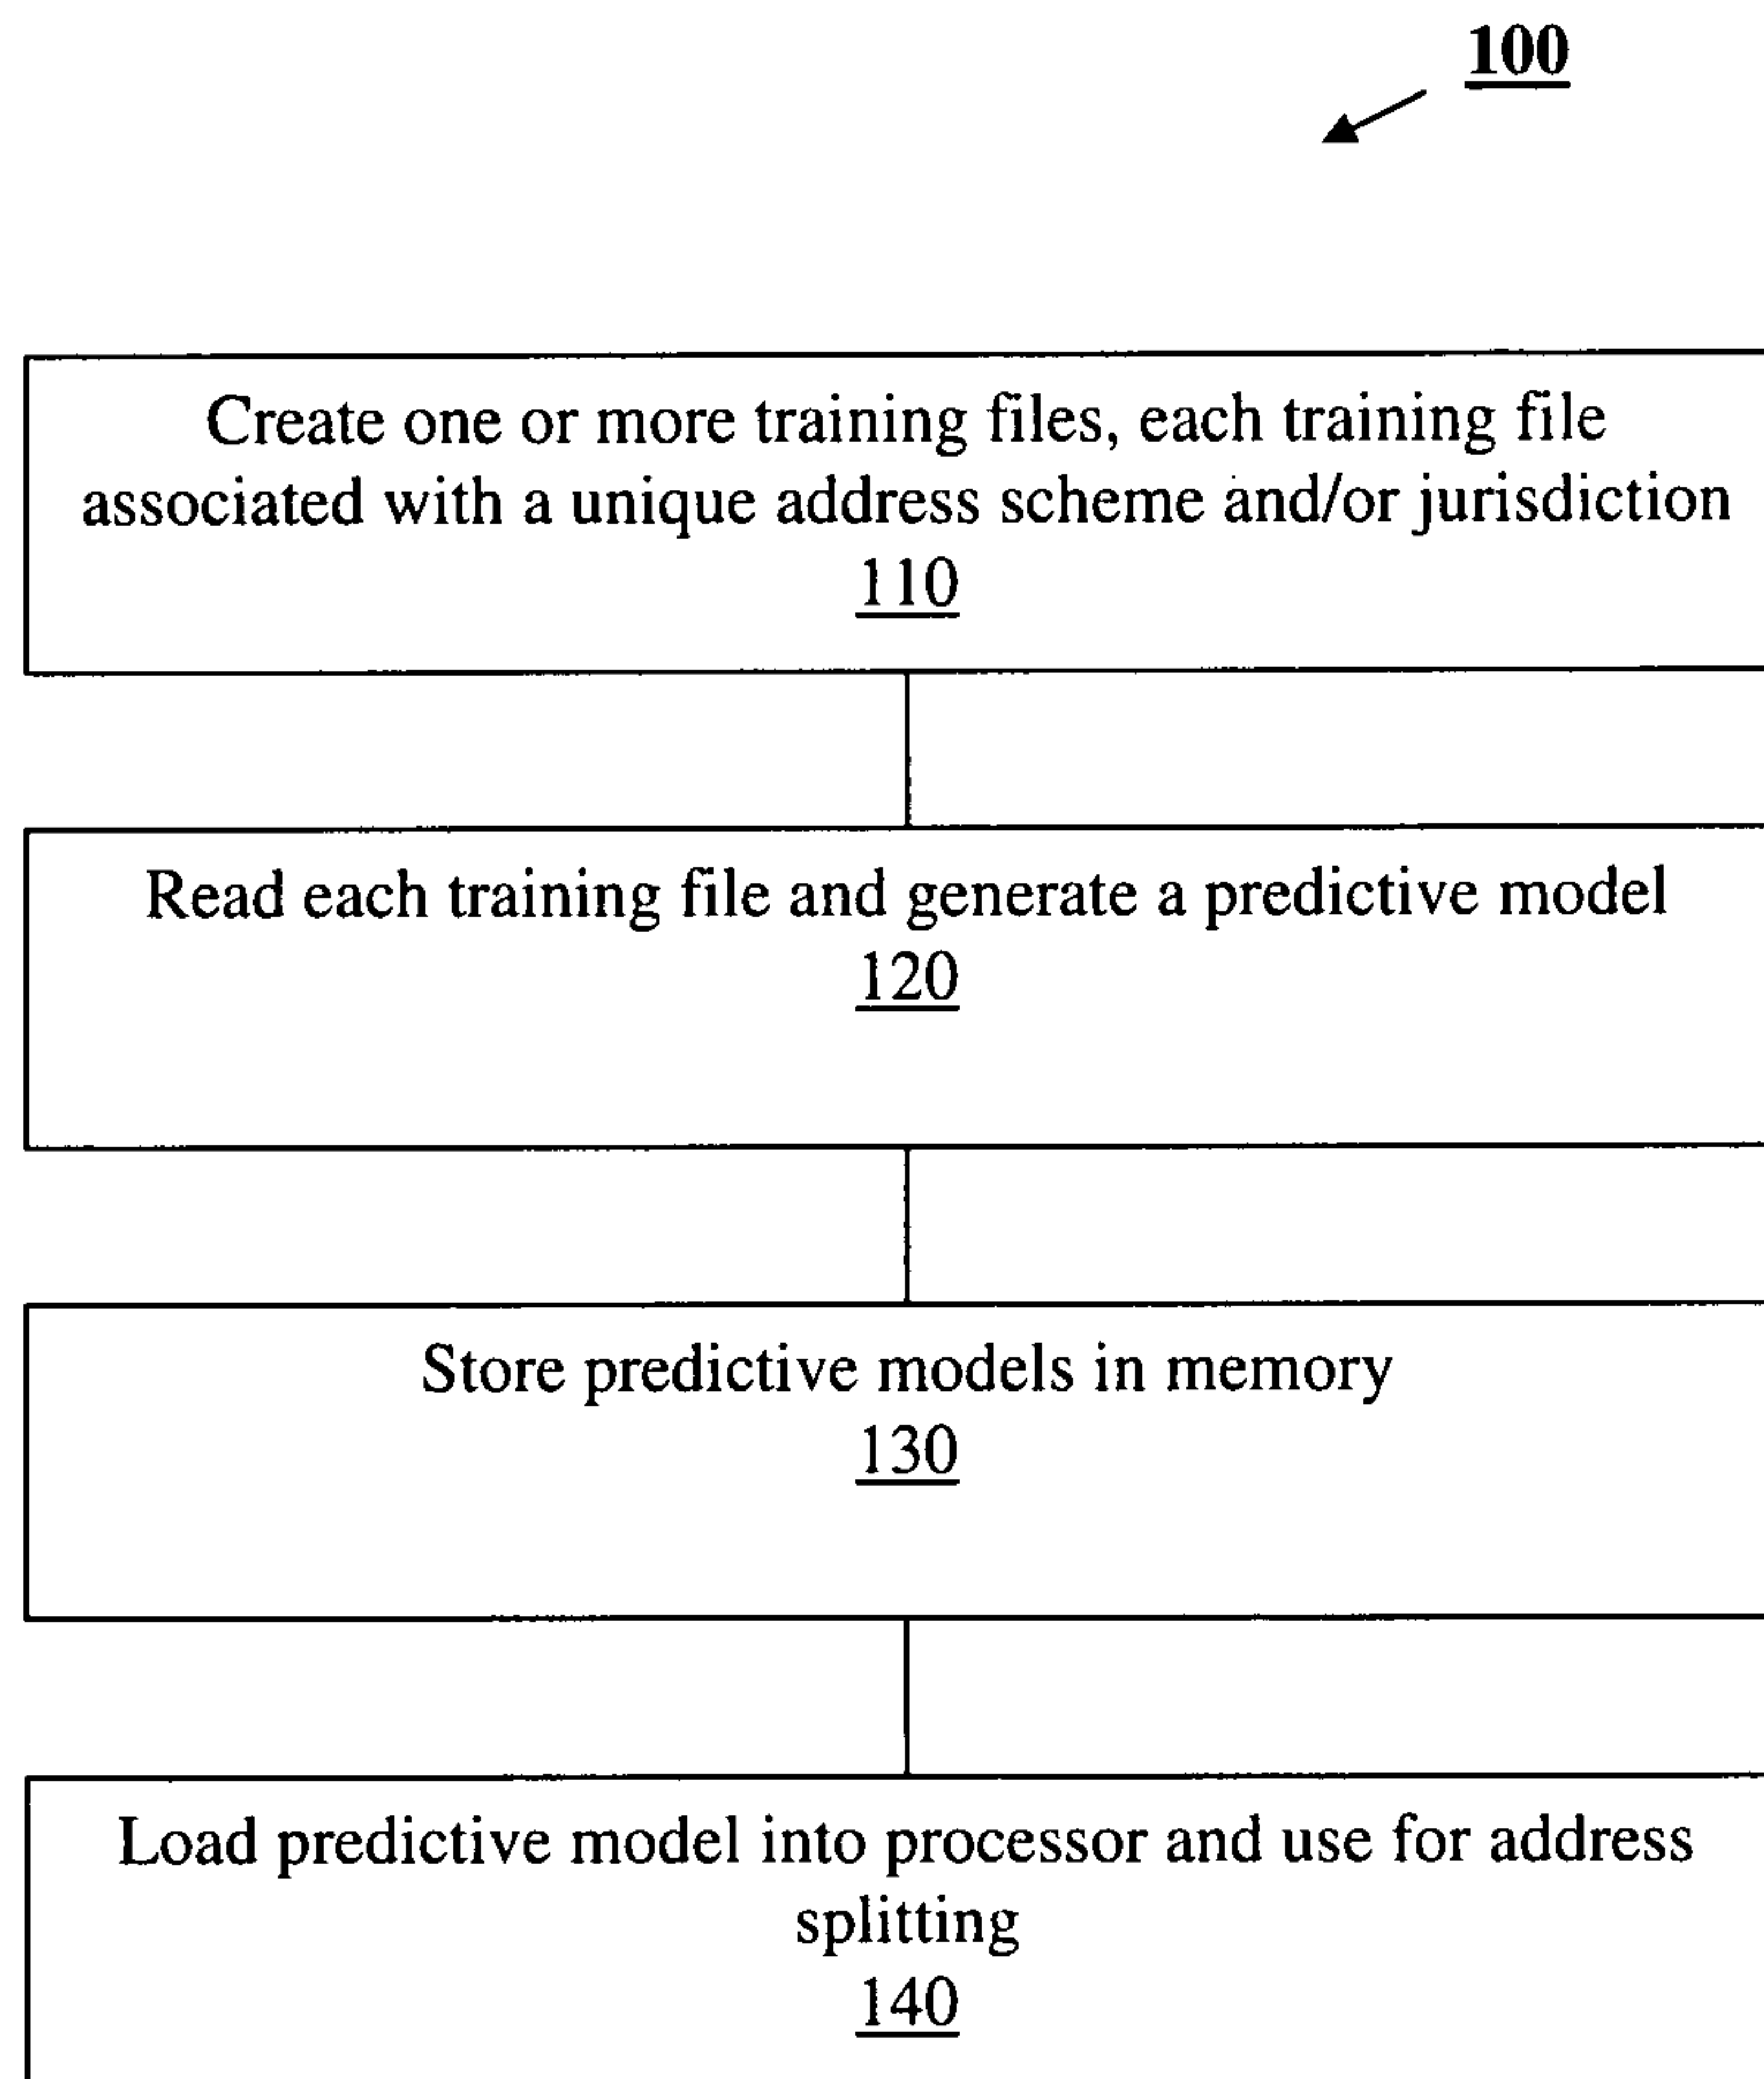 100
Create one or more training files, each training file
associated with a unique address scheme and/or jurisdiction
110
Read each training file and generate a predictive model
120
Store predictive models in memory
130
Load predictive model into processor and use for address
splitting
140